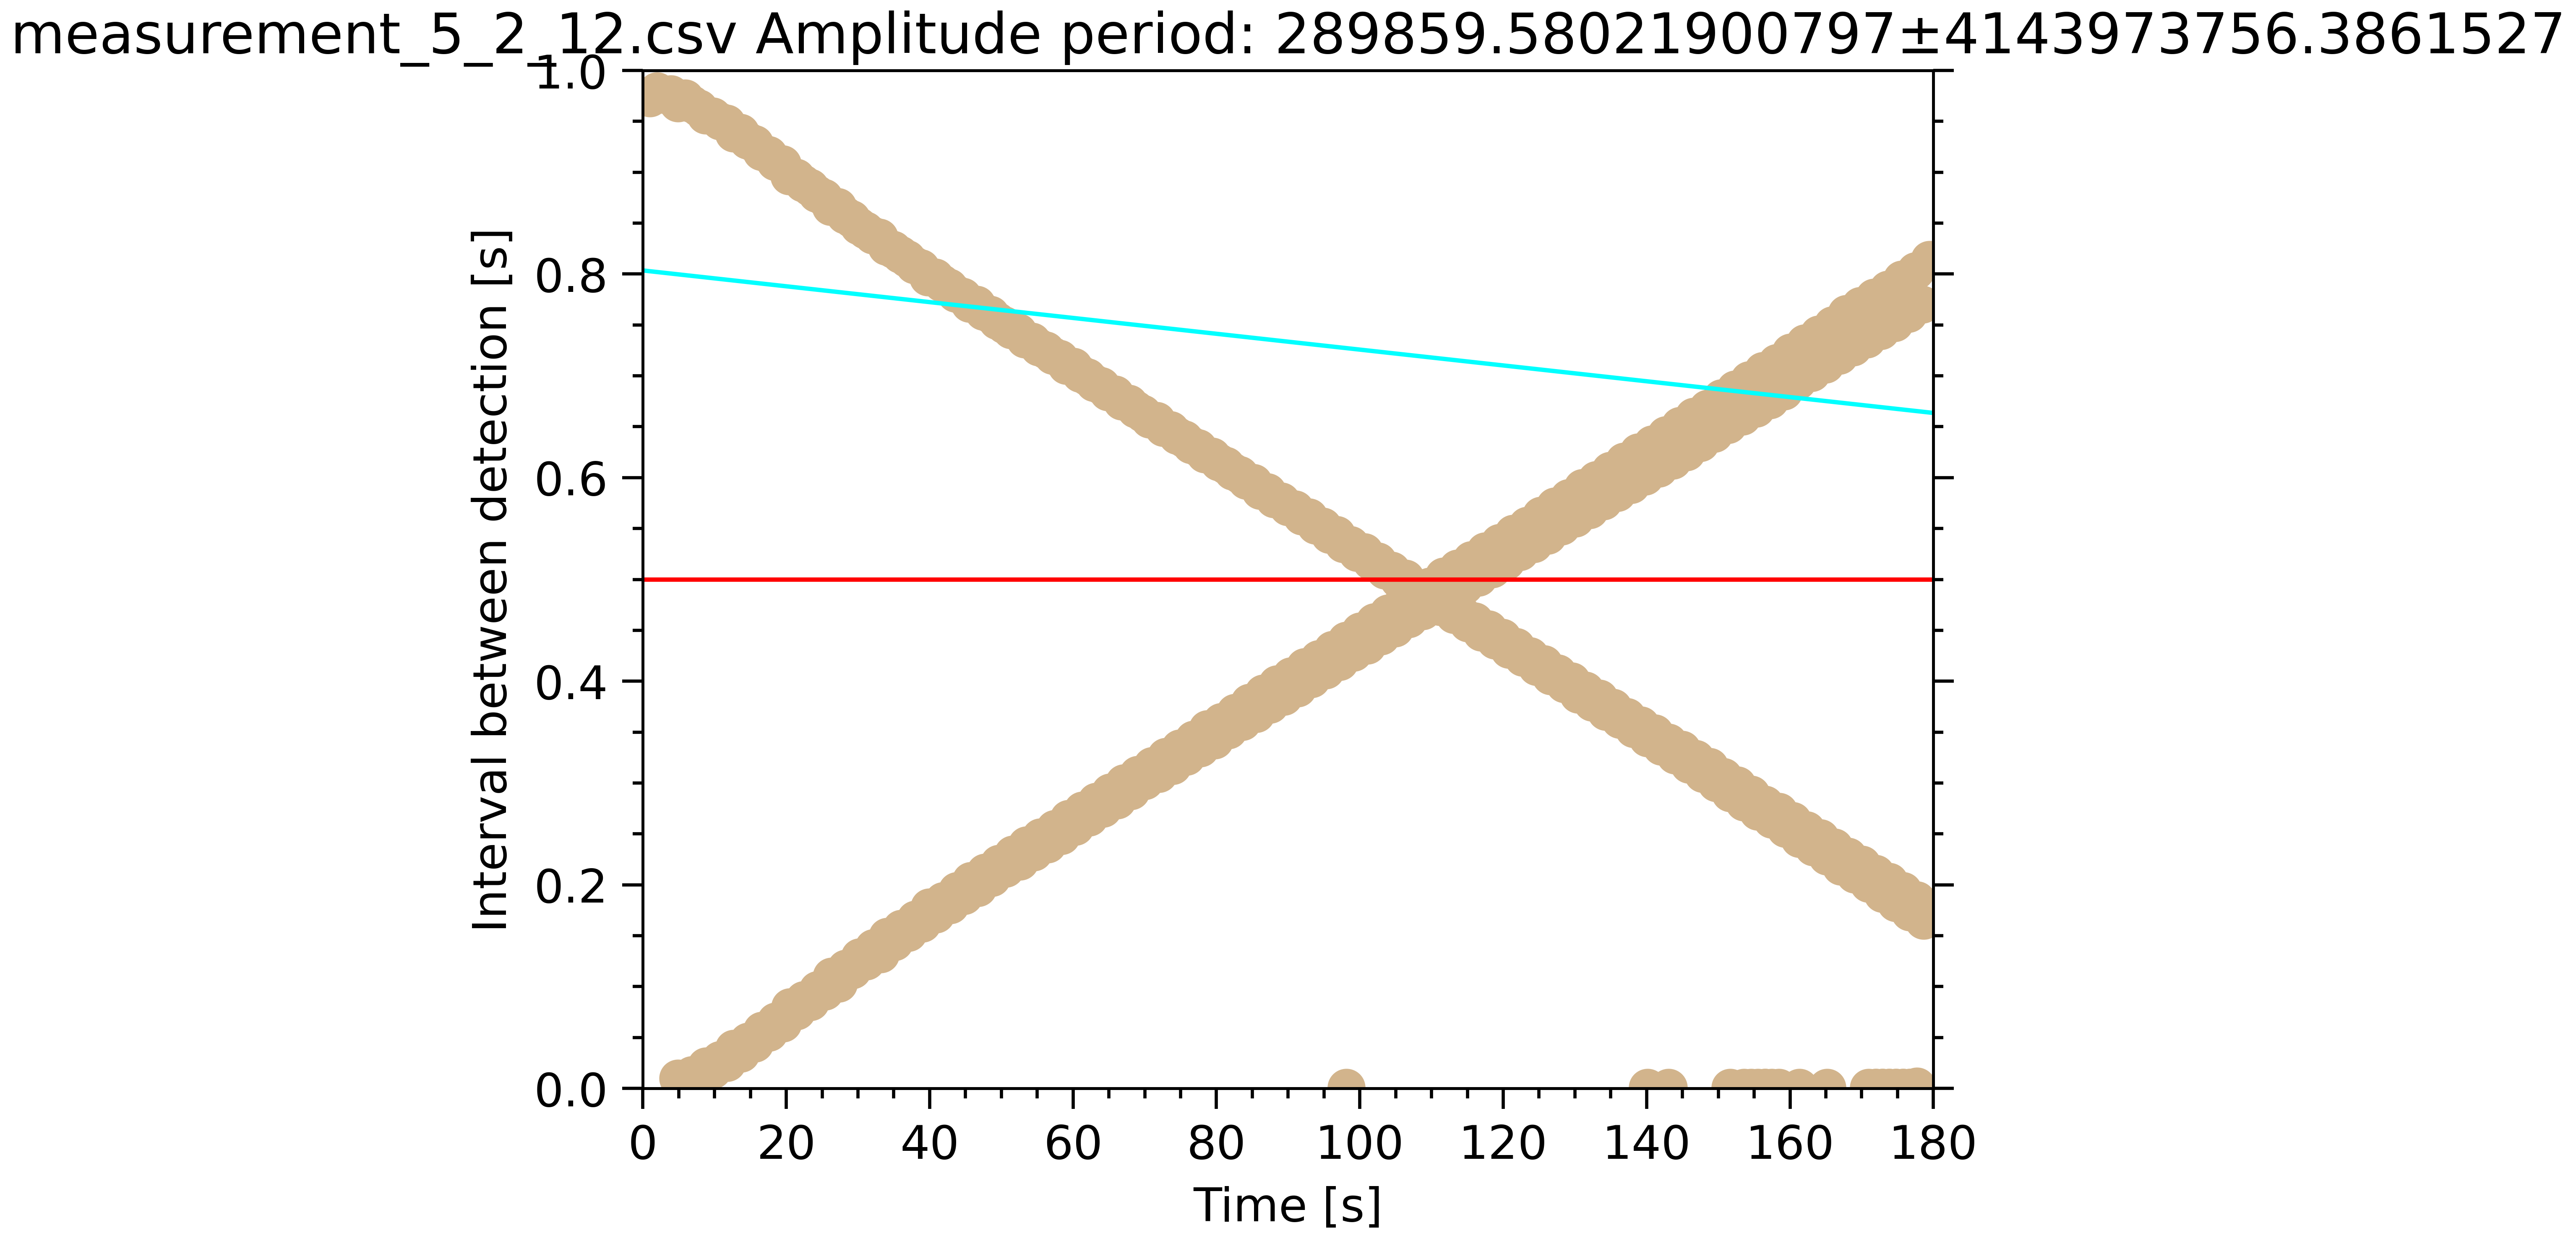 measurement_5_2_12.csv Amplitude period: 289859.58021900797±4143973756.3861527
1.0
0.8
0.6
0.4
0.2
0.0
Interval between detection [s]
0 20 40 60 80 100 120 140 160 180
Time [s]